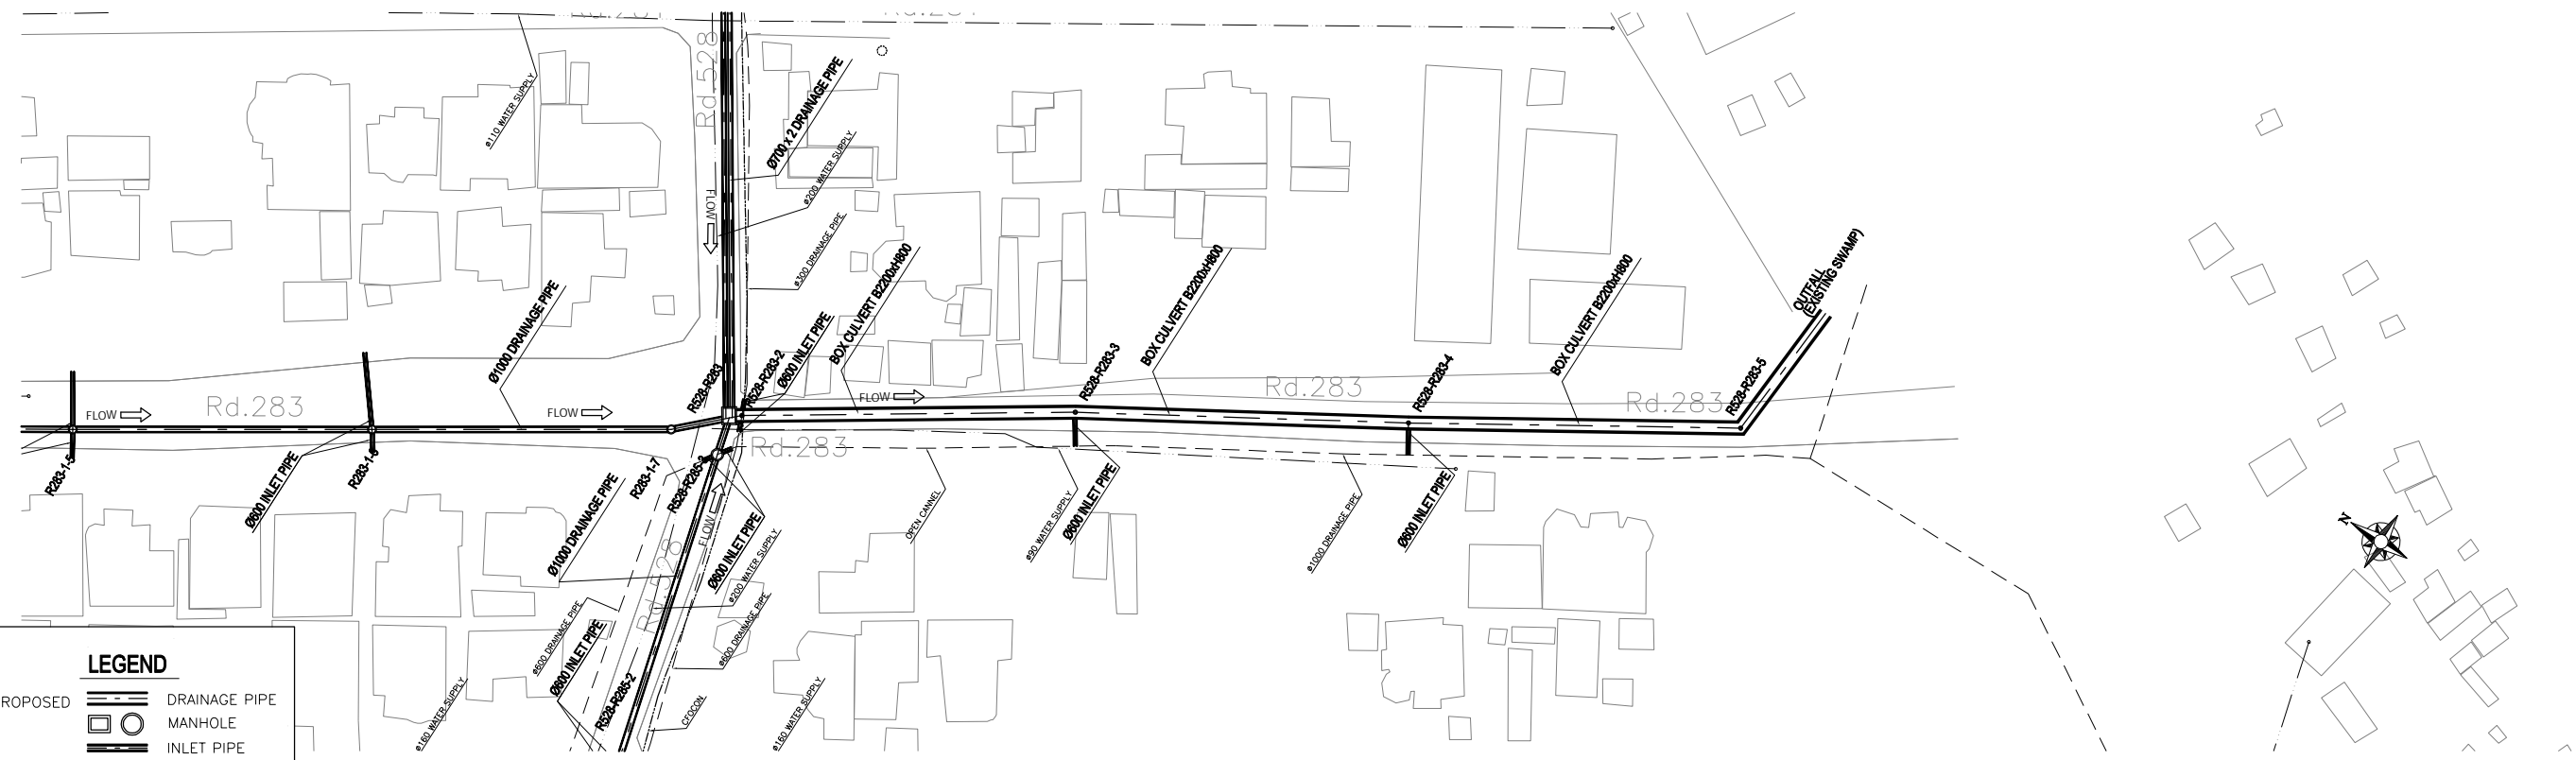 Rd.528
ø110 WATER SUPPLY
Ø700 x 2 DRAINAGE PIPE
ø200 WATER SUPPLY
FLOW
ø300 DRAINAGE PIPE
Ø1000 DRAINAGE PIPE
Ø600 INLET PIPE
BOX CULVERT B2200xH800
BOX CULVERT B2200xH800
BOX CULVERT B2200xH800
OUTFALL
(EXISTING SWAMP)
R528-R283
R528-R283-2
R528-R283-3
R528-R283-4
R528-R283-5
FLOW
Rd.283
FLOW
FLOW
Rd.283
Rd.283
Rd.283
R283-1-5
Ø600 INLET PIPE
R283-1-6
Ø1000 DRAINAGE PIPE
R283-1-7
R528-R285-3
FLOW
Ø600 INLET PIPE
ø200 WATER SUPPLY
OPEN CANNEL
ø90 WATER SUPPLY
Ø600 INLET PIPE
ø1000 DRAINAGE PIPE
Ø600 INLET PIPE
N
Rd.528
ø600 DRAINAGE PIPE
Ø600 INLET PIPE
R528-R285-2
ø600 DRAINAGE PIPE
CFOCON
ø160 WATER SUPPLY
ø160 WATER SUPPLY
LEGEND
ROPOSED
DRAINAGE PIPE
MANHOLE
INLET PIPE